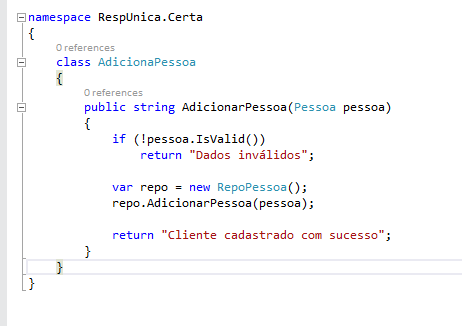 namespace RespUnica.Certa
{
0 references
class AdicionaPessoa
{
0 references
public string AdicionarPessoa(Pessoa pessoa)
{
if (!pessoa.IsValid())
return "Dados inválidos";
var repo = new RepoPessoa();
repo.AdicionarPessoa(pessoa);
return "Cliente cadastrado com sucesso";
}
}
}